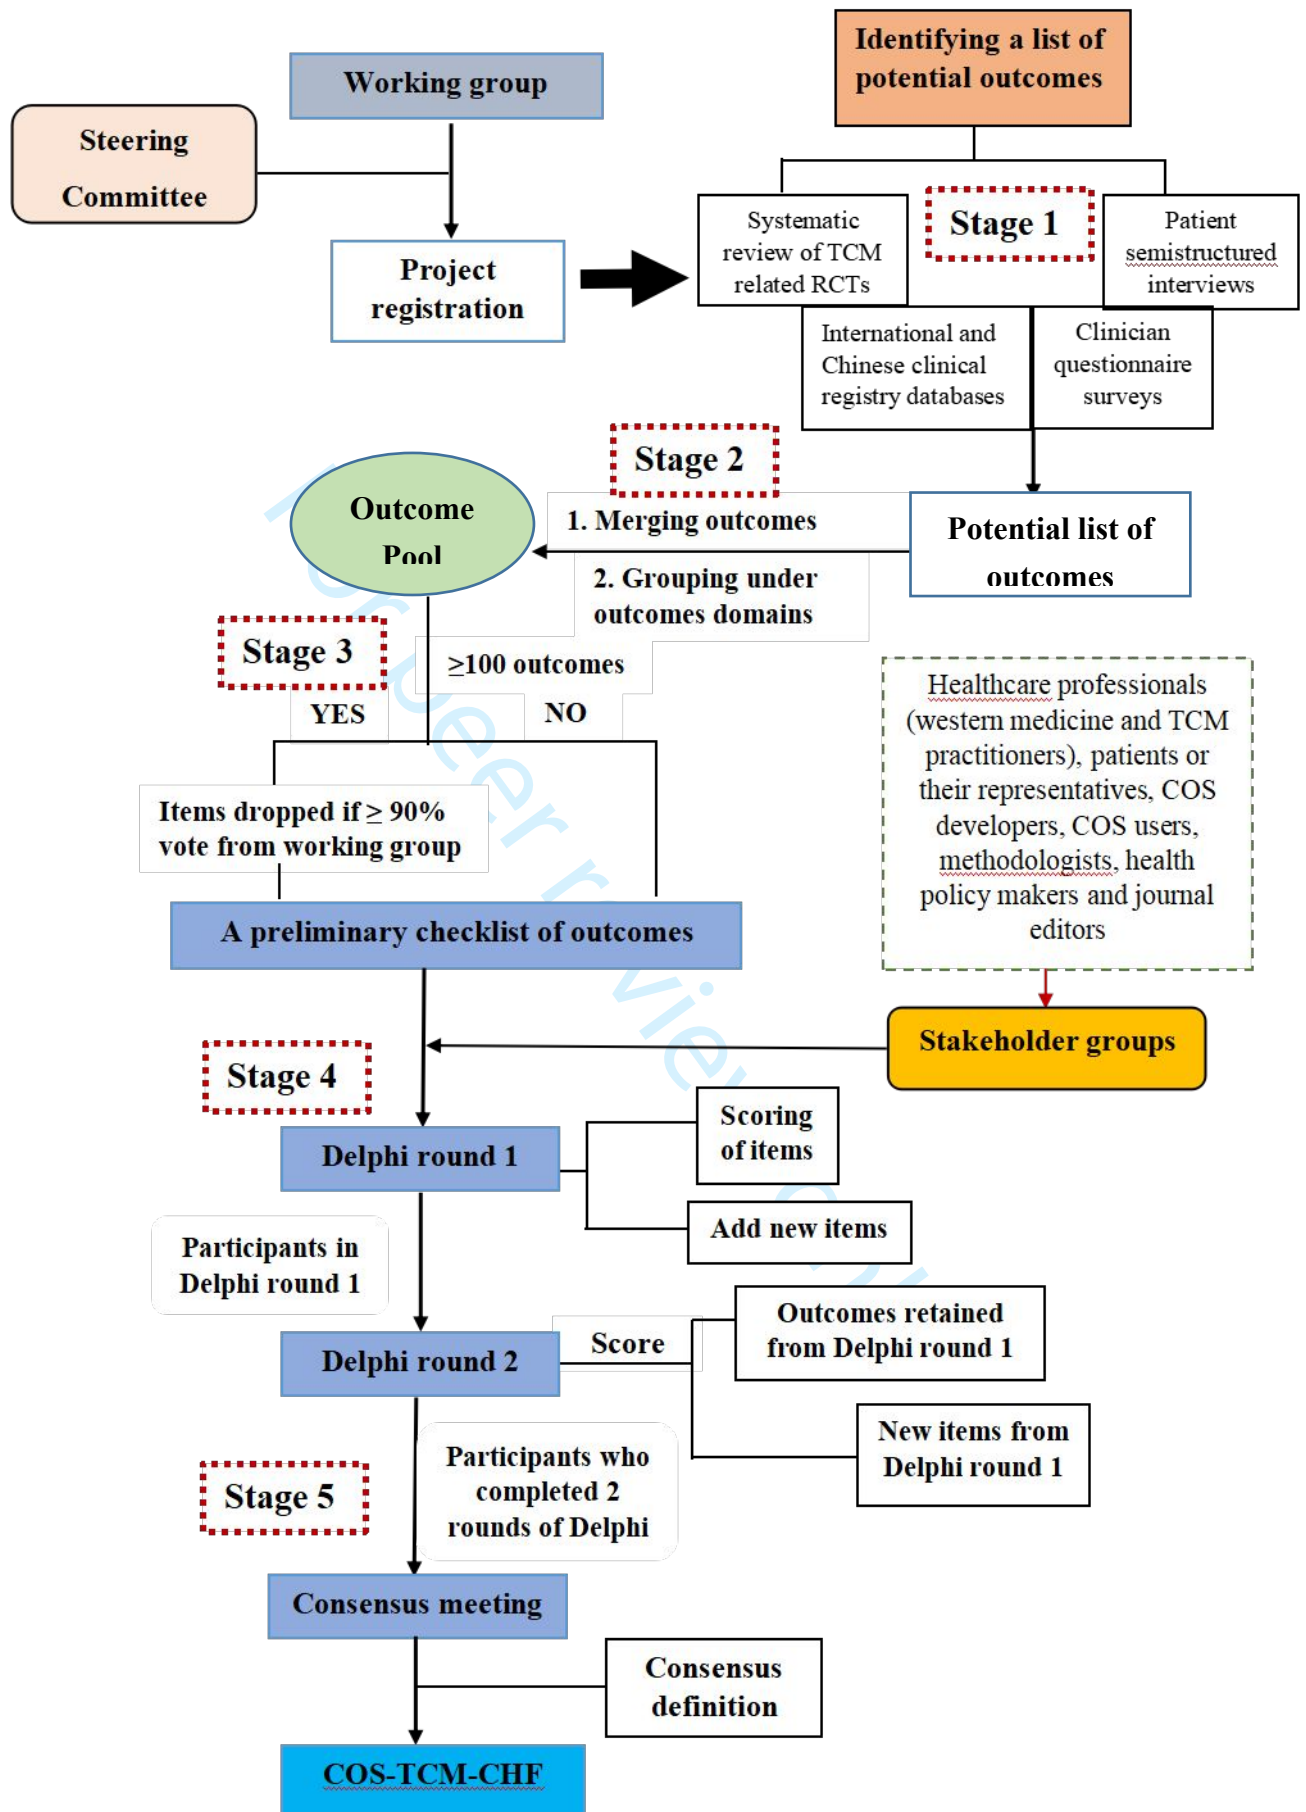 Identifying a list of
potential outcomes
Working group
Steering
Committee
Project
registration
Stage 1
Systematic
review of TCM
related RCTs
Patient
semistructured
interviews
International and
Chinese clinical
registry databases
Clinician
questionnaire
surveys
Stage 2
Potential list of
outcomes
1. Merging outcomes
2. Grouping under
outcomes domains
Outcome
Pool
Stage 3
≥100 outcomes
YES
NO
Items dropped if ≥ 90%
vote from working group
A preliminary checklist of outcomes
Healthcare professionals
(western medicine and TCM
practitioners), patients or
their representatives, COS
developers, COS users,
methodologists, health
policy makers and journal
editors
Stakeholder groups
Stage 4
Delphi round 1
Scoring
of items
Add new items
Participants in
Delphi round 1
Delphi round 2
Score
Outcomes retained
from Delphi round 1
New items from
Delphi round 1
Stage 5
Participants who
completed 2
rounds of Delphi
Consensus meeting
Consensus
definition
COS-TCM-CHF